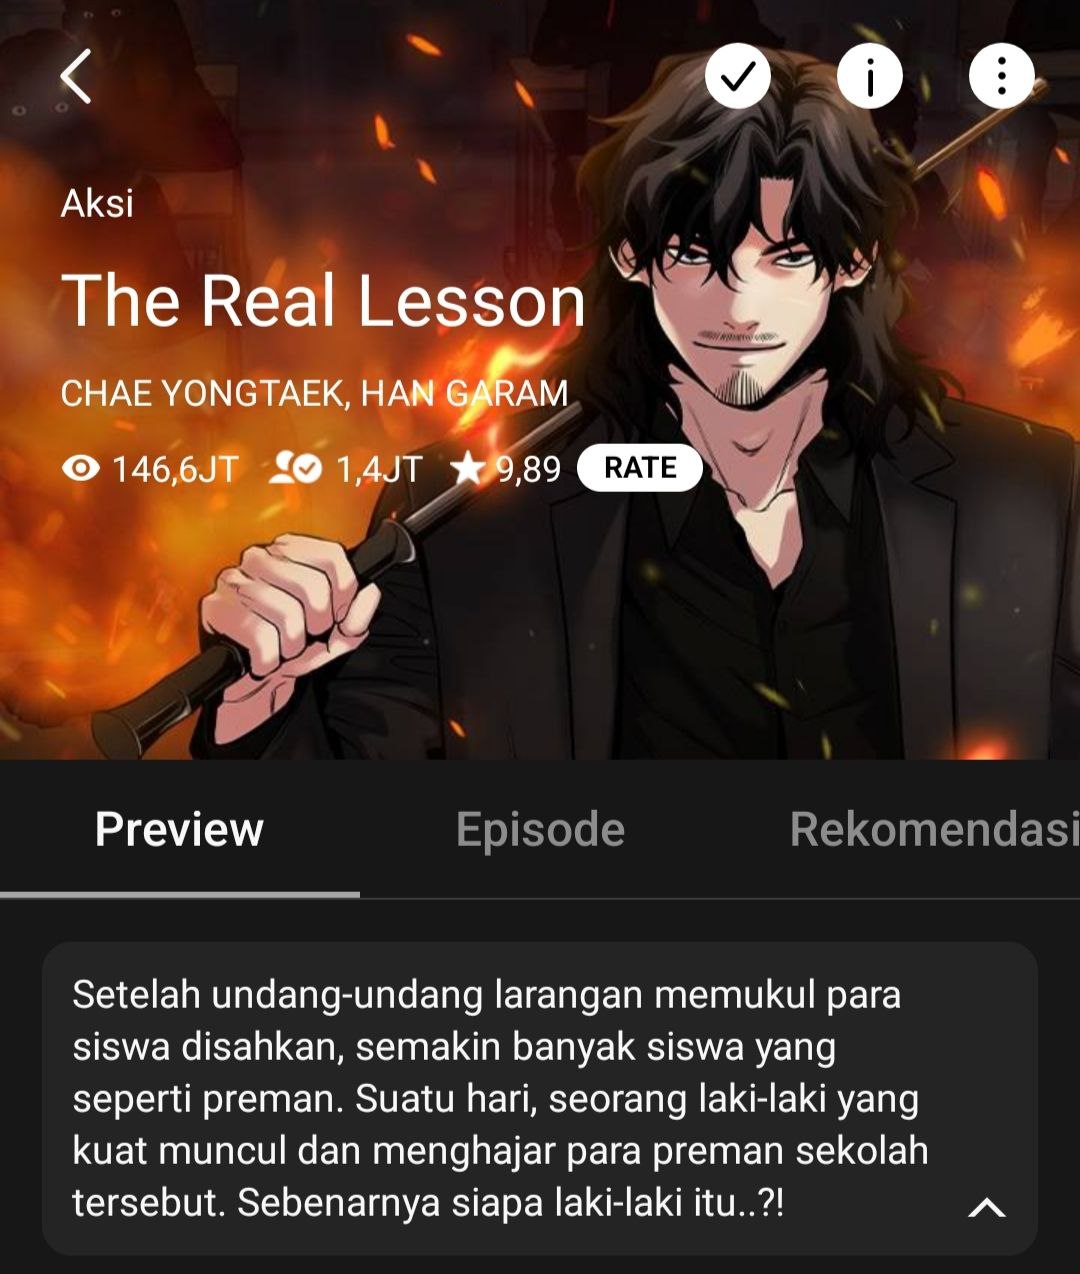 Aksi
The Real Lesson
CHAE YONGTAEK, HAN GARAM
146,6JT 1,4JT 9,89 RATE
Preview Episode Rekomendasi
Setelah undang-undang larangan memukul para
siswa disahkan, semakin banyak siswa yang
seperti preman. Suatu hari, seorang laki-laki yang
kuat muncul dan menghajar para preman sekolah
tersebut. Sebenarnya siapa laki-laki itu..?!